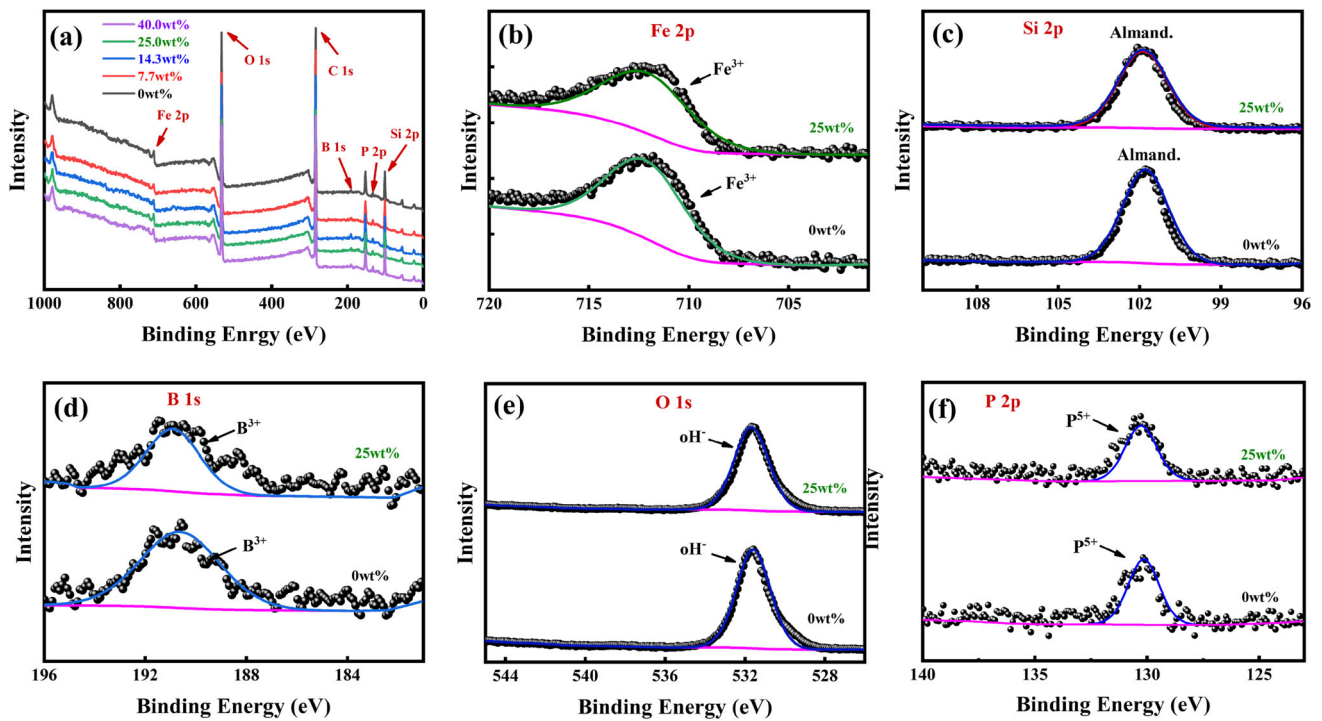 (a)
40.0wt%
25.0wt%
14.3wt%
7.7wt%
0wt%
O 1s
C 1s
Fe 2p
B 1s
P 2p
Si 2p
Intensity
1000 800 600 400 200 0
Binding Enrgy (eV)
(b)
Fe 2p
Fe³⁺
25wt%
Fe³⁺
0wt%
Intensity
720 715 710 705
Binding Energy (eV)
(c)
Si 2p
Almand.
25wt%
Almand.
0wt%
Intensity
108 105 102 99 96
Binding Energy (eV)
(d)
B 1s
B³⁺
25wt%
B³⁺
0wt%
Intensity
196 192 188 184
Binding Energy (eV)
(e)
O 1s
oH⁻
25wt%
oH⁻
0wt%
Intensity
544 540 536 532 528
Binding Energy (eV)
(f)
P 2p
P⁵⁺
25wt%
P⁵⁺
0wt%
Intensity
140 135 130 125
Binding Energy (eV)